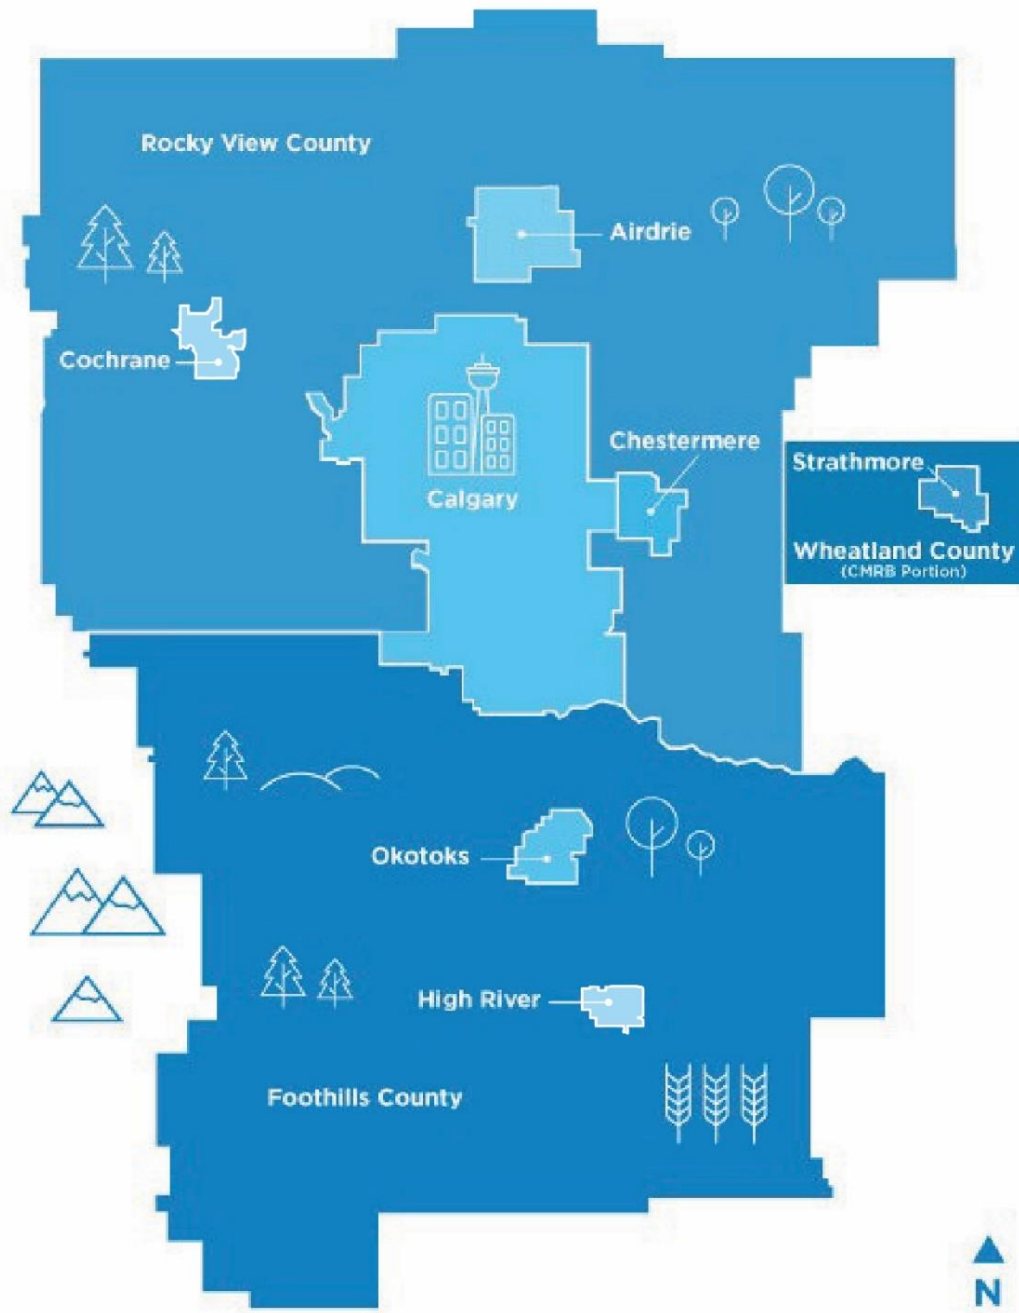 Rocky View County
Airdrie
Cochrane
Chestermere
Strathmore
Calgary
Wheatland County
(CMRB Portion)
Okotoks
High River
Foothills County
N